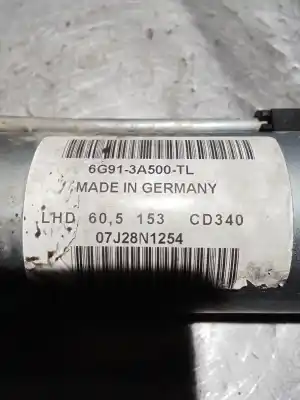 6G91-3A500-TL
MADE IN GERMANY
LHD 60,5 153 CD340
07J28N1254